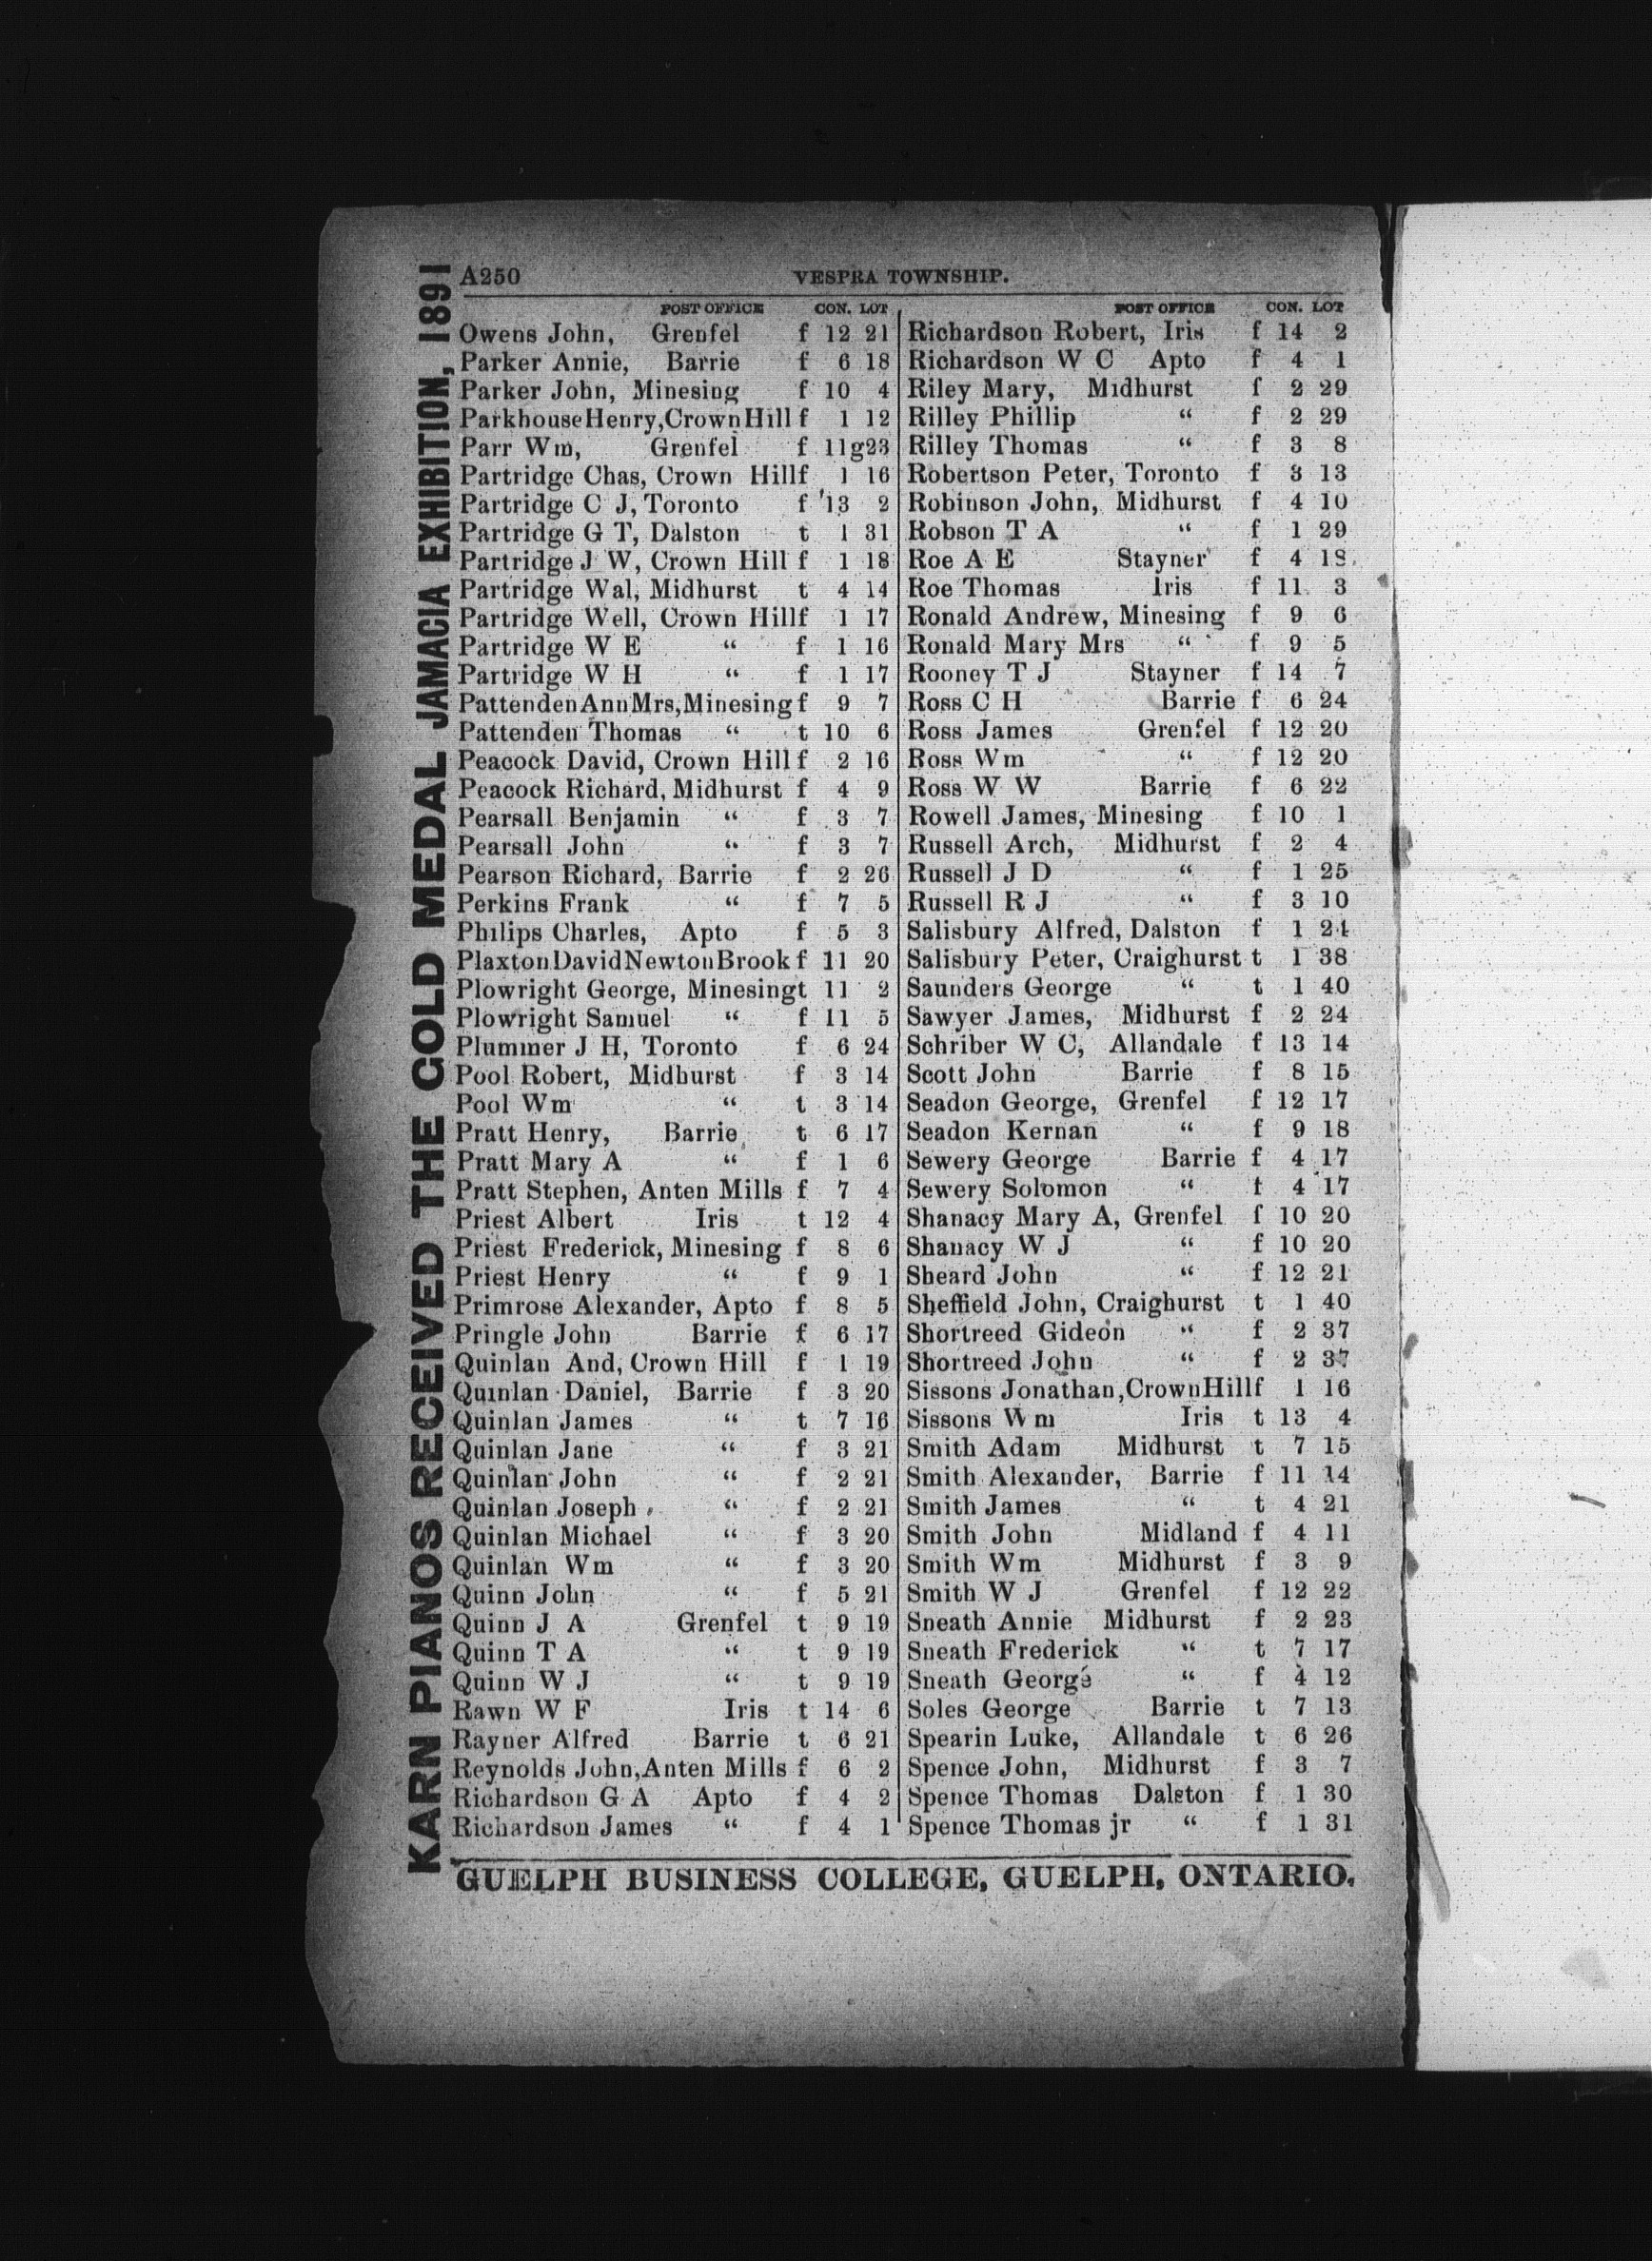 A250 VESPRA TOWNSHIP.
POST OFFICE CON. LOT
Owens John, Grenfel f 12 21
Parker Annie, Barrie f 6 18
Parker John, Minesing f 10 4
ParkhouseHenry,CrownHill f 1 12
Parr Wm, Grenfel f 11g23
Partridge Chas, Crown Hillf 1 16
Partridge C J, Toronto f 13 2
Partridge G T, Dalston t 1 31
Partridge J W, Crown Hill f 1 18
Partridge Wal, Midhurst t 4 14
Partridge Well, Crown Hillf 1 17
Partridge W E " f 1 16
Partridge W H " f 1 17
PattendenAnnMrs,Minesing f 9 7
Pattenden Thomas " t 10 6
Peacock David, Crown Hill f 2 16
Peacock Richard, Midhurst f 4 9
Pearsall Benjamin " f 3 7
Pearsall John " f 3 7
Pearson Richard, Barrie f 2 26
Perkins Frank " f 7 5
Philips Charles, Apto f 5 3
PlaxtonDavidNewtonBrook f 11 20
Plowright George, Minesingt 11 2
Plowright Samuel " f 11 5
Plummer J H, Toronto f 6 24
Pool Robert, Midhurst f 3 14
Pool Wm " t 3 14
Pratt Henry, Barrie t 6 17
Pratt Mary A " f 1 6
Pratt Stephen, Anten Mills f 7 4
Priest Albert Iris t 12 4
Priest Frederick, Minesing f 8 6
Priest Henry " f 9 1
Primrose Alexander, Apto f 8 5
Pringle John Barrie f 6 17
Quinlan And, Crown Hill f 1 19
Quinlan Daniel, Barrie f 3 20
Quinlan James " t 7 16
Quinlan Jane " f 3 21
Quinlan John " f 2 21
Quinlan Joseph " f 2 21
Quinlan Michael " f 3 20
Quinlan Wm " f 3 20
Quinn John " f 5 21
Quinn J A Grenfel t 9 19
Quinn T A " t 9 19
Quinn W J " t 9 19
Rawn W F Iris t 14 6
Rayner Alfred Barrie t 6 21
Reynolds John,Anten Mills f 6 2
Richardson G A Apto f 4 2
Richardson James " f 4 1
POST OFFICE CON. LOT
Richardson Robert, Iris f 14 2
Richardson W C Apto f 4 1
Riley Mary, Midhurst f 2 29
Rilley Phillip " f 2 29
Rilley Thomas " f 3 8
Robertson Peter, Toronto f 3 13
Robinson John, Midhurst f 4 10
Robson T A " f 1 29
Roe A E Stayner f 4 18
Roe Thomas Iris f 11 3
Ronald Andrew, Minesing f 9 6
Ronald Mary Mrs " f 9 5
Rooney T J Stayner f 14 7
Ross C H Barrie f 6 24
Ross James Grenfel f 12 20
Ross Wm " f 12 20
Ross W W Barrie f 6 22
Rowell James, Minesing f 10 1
Russell Arch, Midhurst f 2 4
Russell J D " f 1 25
Russell R J " f 3 10
Salisbury Alfred, Dalston f 1 24
Salisbury Peter, Craighurst t 1 38
Saunders George " t 1 40
Sawyer James, Midhurst f 2 24
Schriber W C, Allandale f 13 14
Scott John Barrie f 8 15
Seadon George, Grenfel f 12 17
Seadon Kernan " f 9 18
Sewery George Barrie f 4 17
Sewery Solomon " t 4 17
Shanacy Mary A, Grenfel f 10 20
Shanacy W J " f 10 20
Sheard John " f 12 21
Sheffield John, Craighurst t 1 40
Shortreed Gideon " f 2 37
Shortreed John " f 2 37
Sissons Jonathan,CrownHillf 1 16
Sissons Wm Iris t 13 4
Smith Adam Midhurst t 7 15
Smith Alexander, Barrie f 11 14
Smith James " t 4 21
Smith John Midland f 4 11
Smith Wm Midhurst f 3 9
Smith W J Grenfel f 12 22
Sneath Annie Midhurst f 2 23
Sneath Frederick " t 7 17
Sneath George " f 4 12
Soles George Barrie t 7 13
Spearin Luke, Allandale t 6 26
Spence John, Midhurst f 3 7
Spence Thomas Dalston f 1 30
Spence Thomas jr " f 1 31
KARN PIANOS RECEIVED THE GOLD MEDAL JAMACIA EXHIBITION, 1891
GUELPH BUSINESS COLLEGE, GUELPH, ONTARIO.